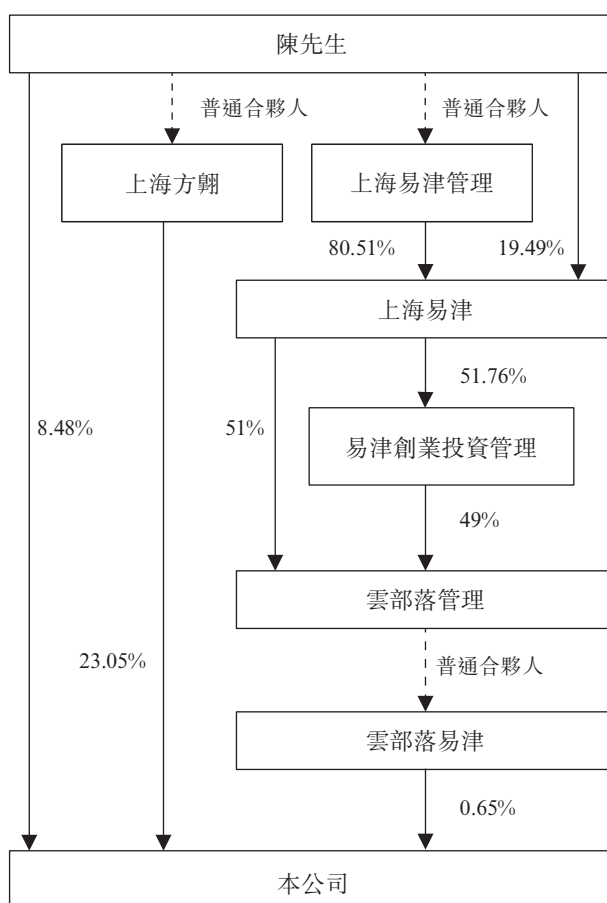 陳先生
普通合夥人
普通合夥人
上海方翺
上海易津管理
80.51%
19.49%
上海易津
51.76%
8.48%
51%
易津創業投資管理
49%
雲部落管理
23.05%
普通合夥人
雲部落易津
0.65%
本公司